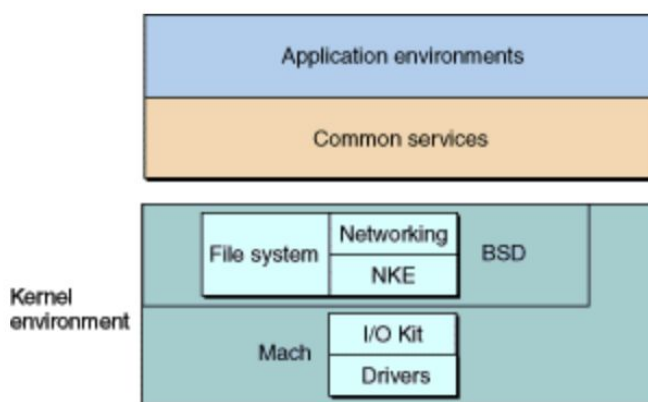 Application environments
Common services
File system
Networking
NKE
BSD
Kernel
environment
Mach
I/O Kit
Drivers